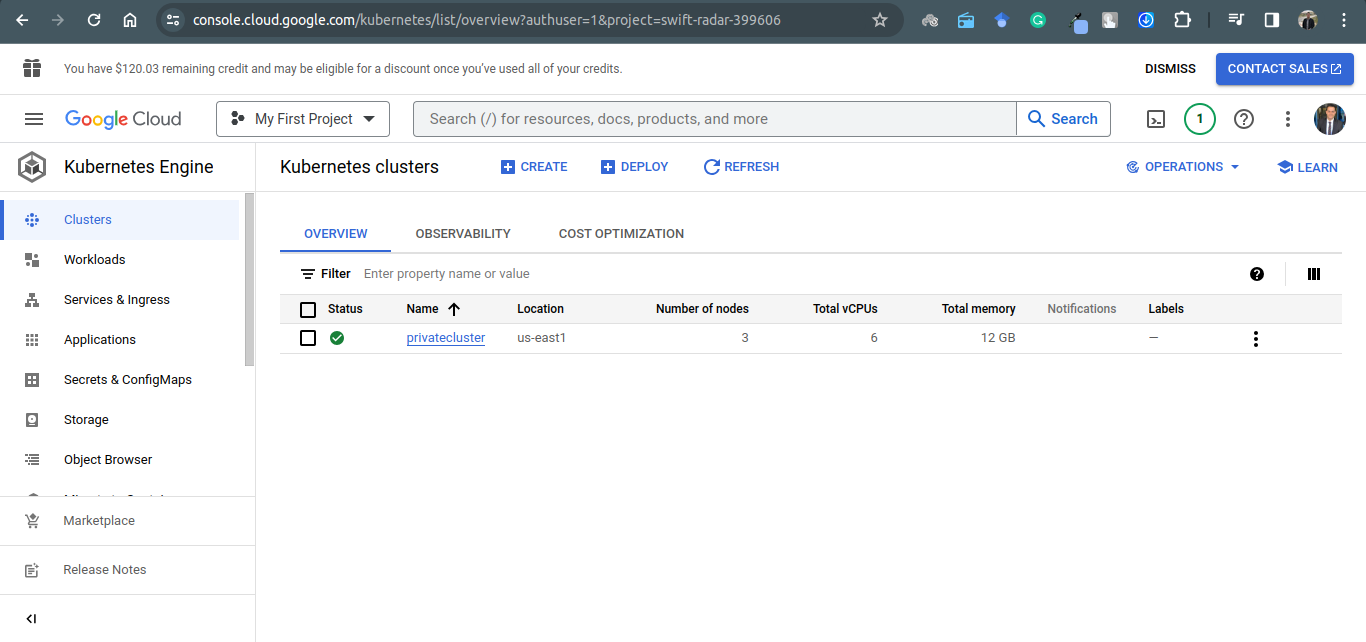 console.cloud.google.com/kubernetes/list/overview?authuser=1&project=swift-radar-399606
You have $120.03 remaining credit and may be eligible for a discount once you've used all of your credits.
DISMISS
CONTACT SALES
Google Cloud
My First Project
Search (/) for resources, docs, products, and more
Search
1
Kubernetes Engine
Kubernetes clusters
CREATE
DEPLOY
REFRESH
OPERATIONS
LEARN
Clusters
Workloads
Services & Ingress
Applications
Secrets & ConfigMaps
Storage
Object Browser
Marketplace
Release Notes
OVERVIEW OBSERVABILITY COST OPTIMIZATION
Filter Enter property name or value
Status Name Location Number of nodes Total vCPUs Total memory Notifications Labels
privatecluster us-east1 3 6 12 GB —